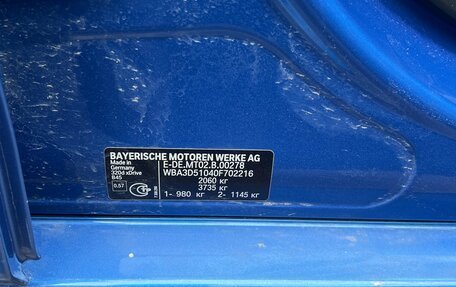 BAYERISCHE MOTOREN WERKE AG
Made in
Germany
320d xDrive
B45
0.57
E-DE.MT02.B.00278
WBA3D51040F702216
2060 кг
3735 кг
1- 980 кг 2- 1145 кг